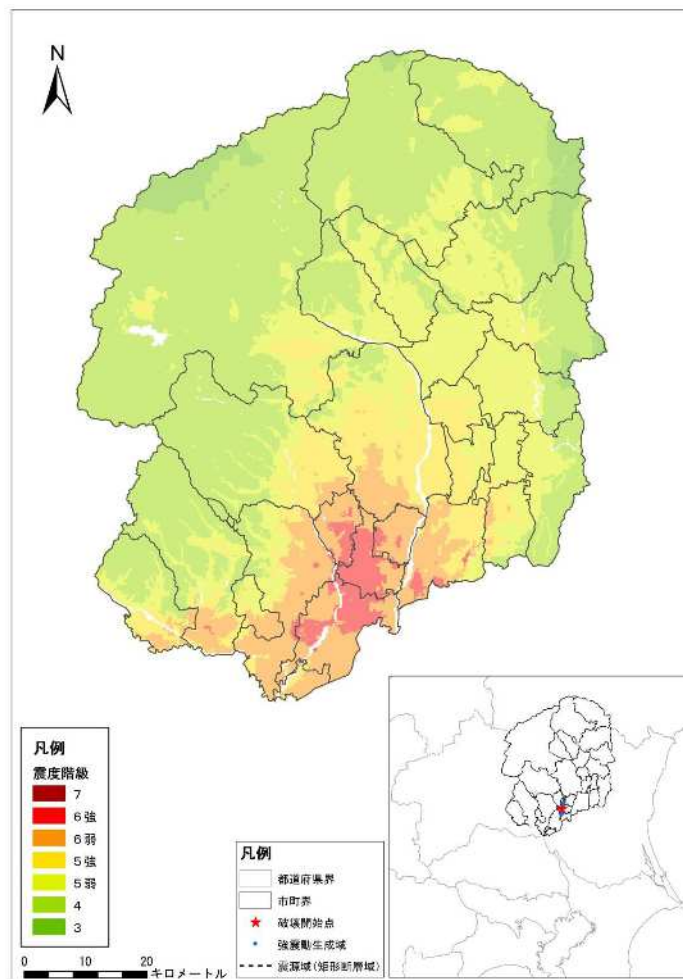 N
凡例
震度階級
7
6強
6弱
5強
5弱
4
3
0 10 20
キロメートル
凡例
都道府県界
市町界
破壊開始点
強震動生成域
震源域(矩形断層域)